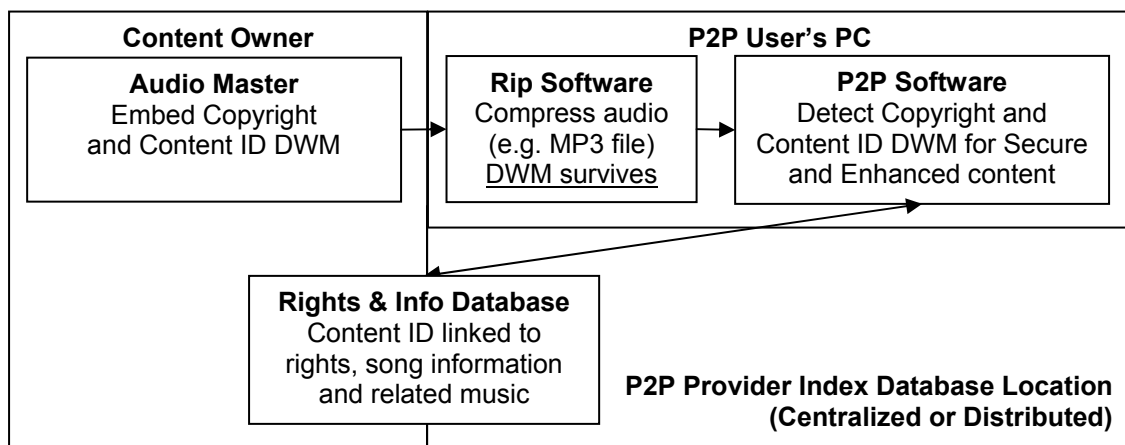 Content Owner
Audio Master
Embed Copyright
and Content ID DWM
P2P User’s PC
Rip Software
Compress audio
(e.g. MP3 file)
DWM survives
P2P Software
Detect Copyright and
Content ID DWM for Secure
and Enhanced content
Rights & Info Database
Content ID linked to
rights, song information
and related music
P2P Provider Index Database Location
(Centralized or Distributed)